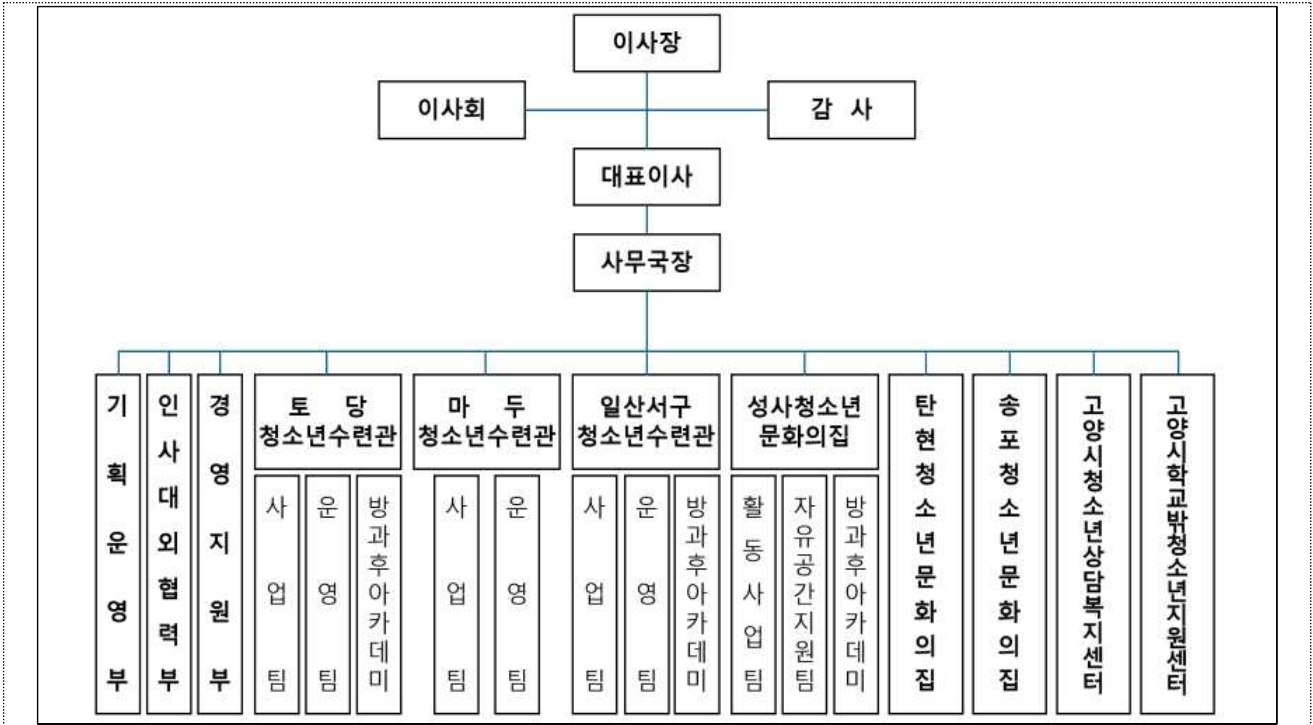 이사장
이사회
감 사
대표이사
사무국장
기획운영부
인사대외협력부
경영지원부
토 당
청소년수련관
사업팀
운영팀
방과후아카데미
마 두
청소년수련관
사업팀
운영팀
일산서구
청소년수련관
사업팀
운영팀
방과후아카데미
성사청소년
문화의집
활동사업팀
자유공간지원팀
방과후아카데미
탄현청소년문화의집
송포청소년문화의집
고양시청소년상담복지센터
고양시학교밖청소년지원센터